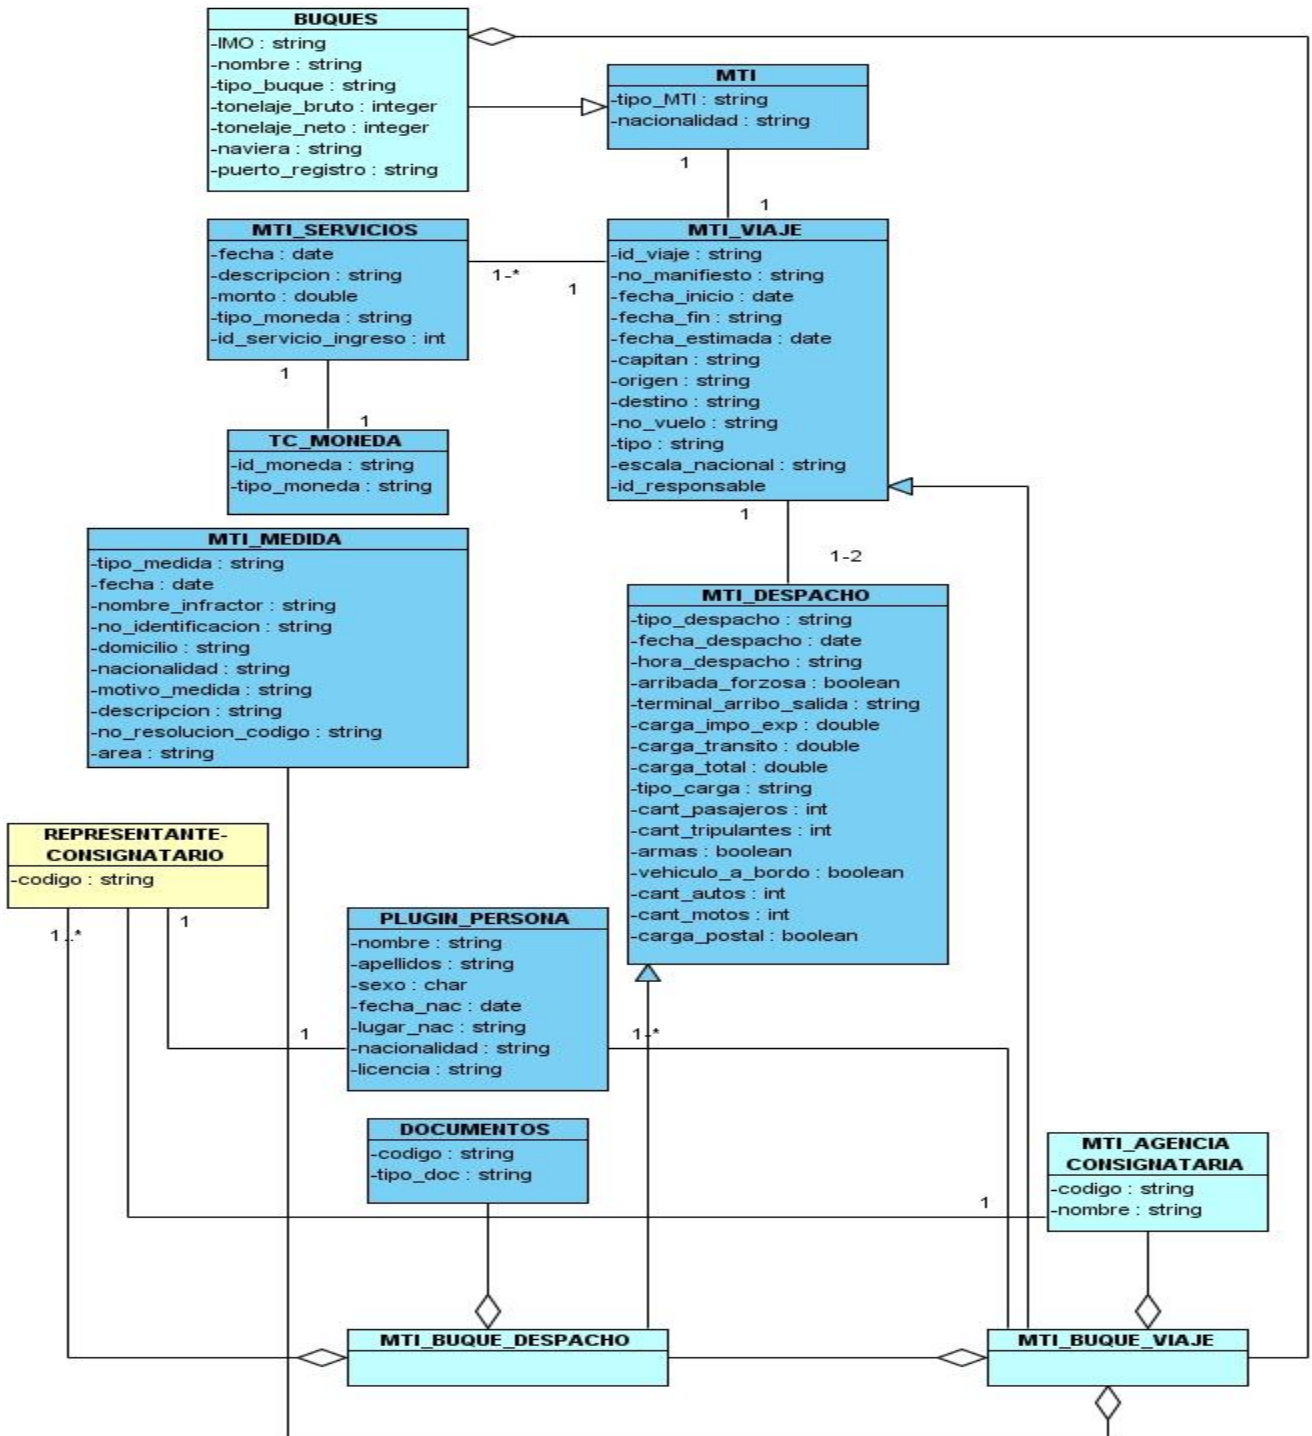 BUQUES
-IMO : string
-nombre : string
-tipo_buque : string
-tonelaje_bruto : integer
-tonelaje_neto : integer
-naviera : string
-puerto_registro : string
MTI
-tipo_MTI : string
-nacionalidad : string
1
1
MTI_SERVICIOS
-fecha : date
-descripcion : string
-monto : double
-tipo_moneda : string
-id_servicio_ingreso : int
1-*
1
MTI_VIAJE
-id_viaje : string
-no_manifiesto : string
-fecha_inicio : date
-fecha_fin : string
-fecha_estimada : date
-capitan : string
-origen : string
-destino : string
-no_vuelo : string
-tipo : string
-escala_nacional : string
-id_responsable
1
1
TC_MONEDA
-id_moneda : string
-tipo_moneda : string
1
1-2
MTI_MEDIDA
-tipo_medida : string
-fecha : date
-nombre_infractor : string
-no_identificacion : string
-domicilio : string
-nacionalidad : string
-motivo_medida : string
-descripcion : string
-no_resolucion_codigo : string
-area : string
MTI_DESPACHO
-tipo_despacho : string
-fecha_despacho : date
-hora_despacho : string
-arribada_forzosa : boolean
-terminal_arribo_salida : string
-carga_impo_exp : double
-carga_transito : double
-carga_total : double
-tipo_carga : string
-cant_pasajeros : int
-cant_tripulantes : int
-armas : boolean
-vehiculo_a_bordo : boolean
-cant_autos : int
-cant_motos : int
-carga_postal : boolean
REPRESENTANTE-
CONSIGNATARIO
-codigo : string
1..*
1
PLUGIN_PERSONA
-nombre : string
-apellidos : string
-sexo : char
-fecha_nac : date
-lugar_nac : string
-nacionalidad : string
-licencia : string
1
1-*
DOCUMENTOS
-codigo : string
-tipo_doc : string
MTI_AGENCIA
CONSIGNATARIA
-codigo : string
-nombre : string
1
MTI_BUQUE_DESPACHO
MTI_BUQUE_VIAJE